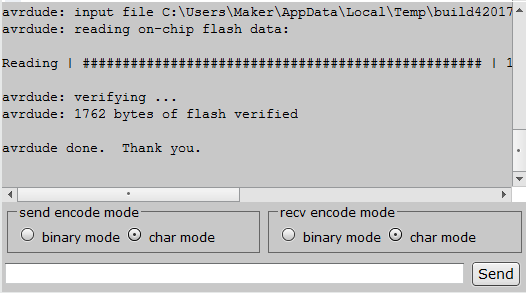 avrdude: input file C:\Users\Maker\AppData\Local\Temp\build42017
avrdude: reading on-chip flash data:
Reading | ################################################## | 1
avrdude: verifying ...
avrdude: 1762 bytes of flash verified
avrdude done.  Thank you.
send encode mode
recv encode mode
binary mode char mode
binary mode char mode
Send